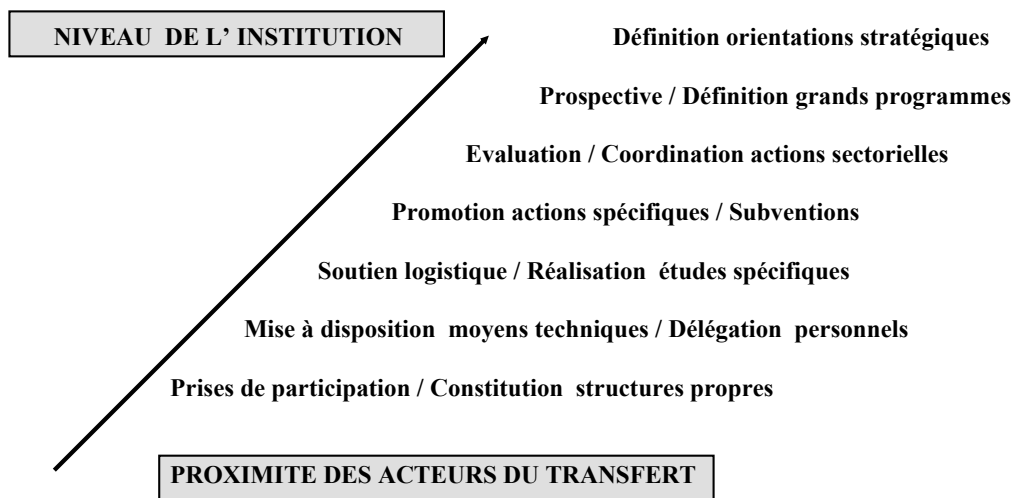 NIVEAU DE L' INSTITUTION
Définition orientations stratégiques
Prospective / Définition grands programmes
Evaluation / Coordination actions sectorielles
Promotion actions spécifiques / Subventions
Soutien logistique / Réalisation études spécifiques
Mise à disposition moyens techniques / Délégation personnels
Prises de participation / Constitution structures propres
PROXIMITE DES ACTEURS DU TRANSFERT